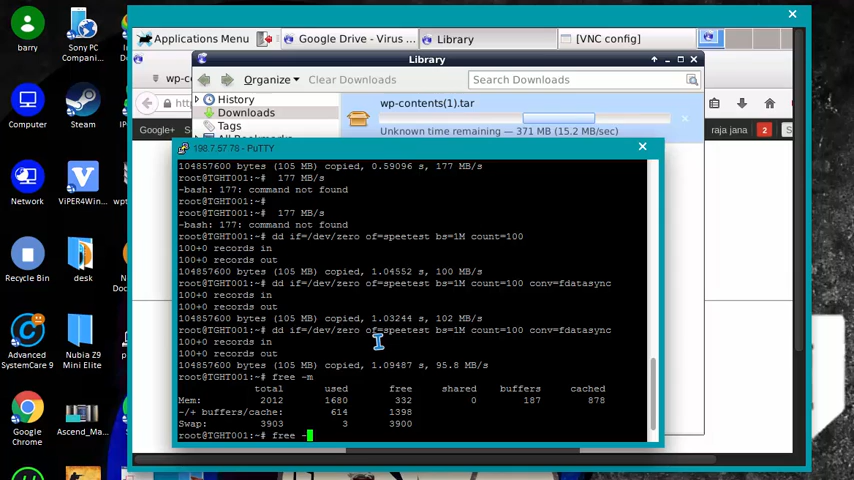 barry
Sony PC
Companion...
Computer
Steam
Network
ViPER4Win...
wpt
Recycle Bin
desk
Advanced
SystemCare 9
Nubia Z9
Mini Elite
Google
Chrome
Ascend_Ma...
Applications Menu
Google Drive - Virus ...
Library
[VNC config]
Library
wp-c
Organize
Clear Downloads
Search Downloads
History
Downloads
Tags
wp-contents(1).tar
Unknown time remaining — 371 MB (15.2 MB/sec)
http
Google+
raja jana
2
198.7.57.78 - PuTTY
104857600 bytes (105 MB) copied, 0.59096 s, 177 MB/s
root@TGHT001:~#  177 MB/s
-bash: 177: command not found
root@TGHT001:~#
root@TGHT001:~#  177 MB/s
-bash: 177: command not found
root@TGHT001:~# dd if=/dev/zero of=speetest bs=1M count=100
100+0 records in
100+0 records out
104857600 bytes (105 MB) copied, 1.04552 s, 100 MB/s
root@TGHT001:~# dd if=/dev/zero of=speetest bs=1M count=100 conv=fdatasync
100+0 records in
100+0 records out
104857600 bytes (105 MB) copied, 1.03244 s, 102 MB/s
root@TGHT001:~# dd if=/dev/zero of=speetest bs=1M count=100 conv=fdatasync
100+0 records in
100+0 records out
104857600 bytes (105 MB) copied, 1.09487 s, 95.8 MB/s
root@TGHT001:~# free -m
total used free shared buffers cached
Mem: 2012 1680 332 0 187 878
-/+ buffers/cache: 614 1398
Swap: 3903 3 3900
root@TGHT001:~# free -